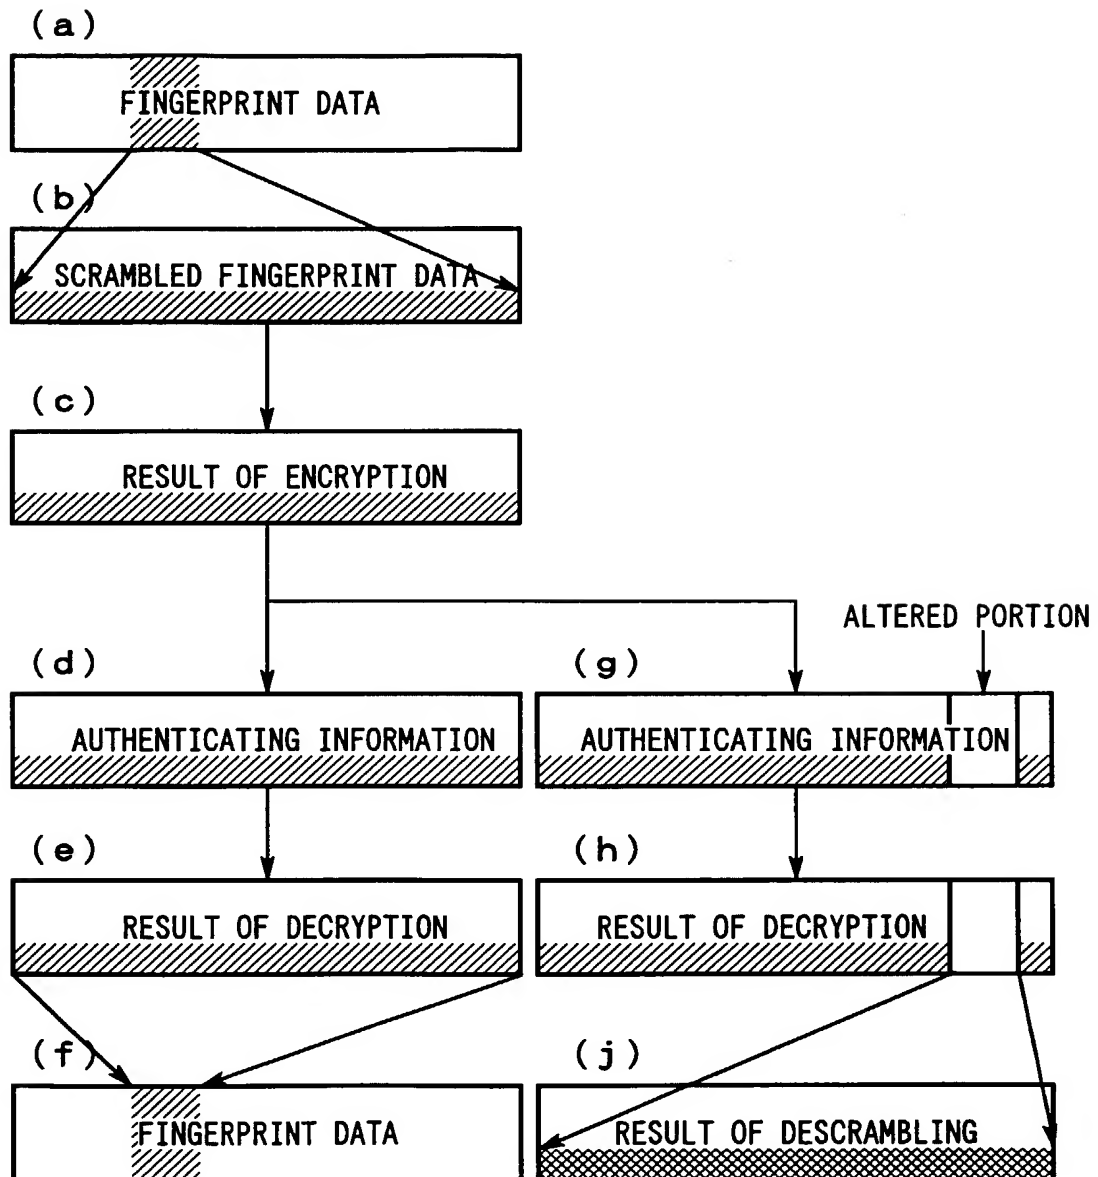 (a)
FINGERPRINT DATA
(b)
SCRAMBLED FINGERPRINT DATA
(c)
RESULT OF ENCRYPTION
ALTERED PORTION
(d)
(g)
AUTHENTICATING INFORMATION
AUTHENTICATING INFORMATION
(e)
(h)
RESULT OF DECRYPTION
RESULT OF DECRYPTION
(f)
(j)
FINGERPRINT DATA
RESULT OF DESCRAMBLING